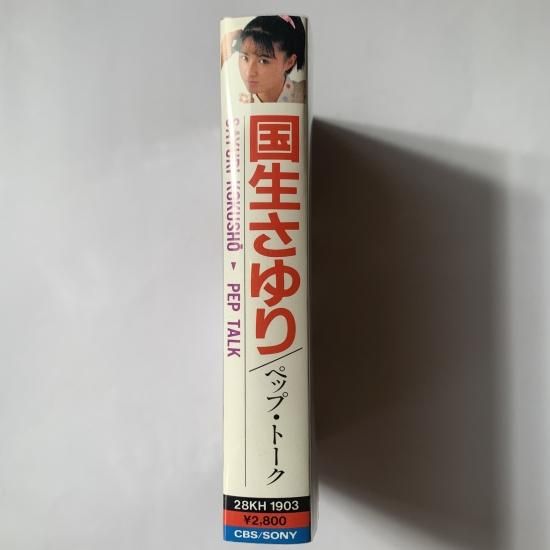 国生さゆり/ペップ・トーク
SAYURI KOKUSHŌ ▸ PEP TALK
28KH 1903
¥2,800
CBS/SONY